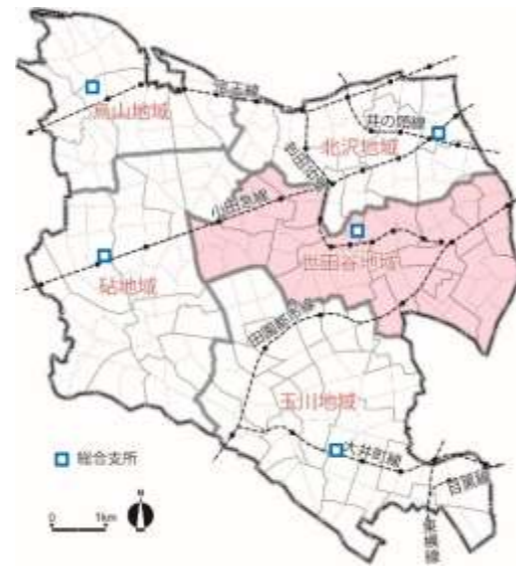 京王線
烏山地域
井の頭線
北沢地域
世田谷線
小田急線
世田谷地域
砧地域
田園都市線
玉川地域
総合支所
大井町線
目黒線
東横線
N
0 1km